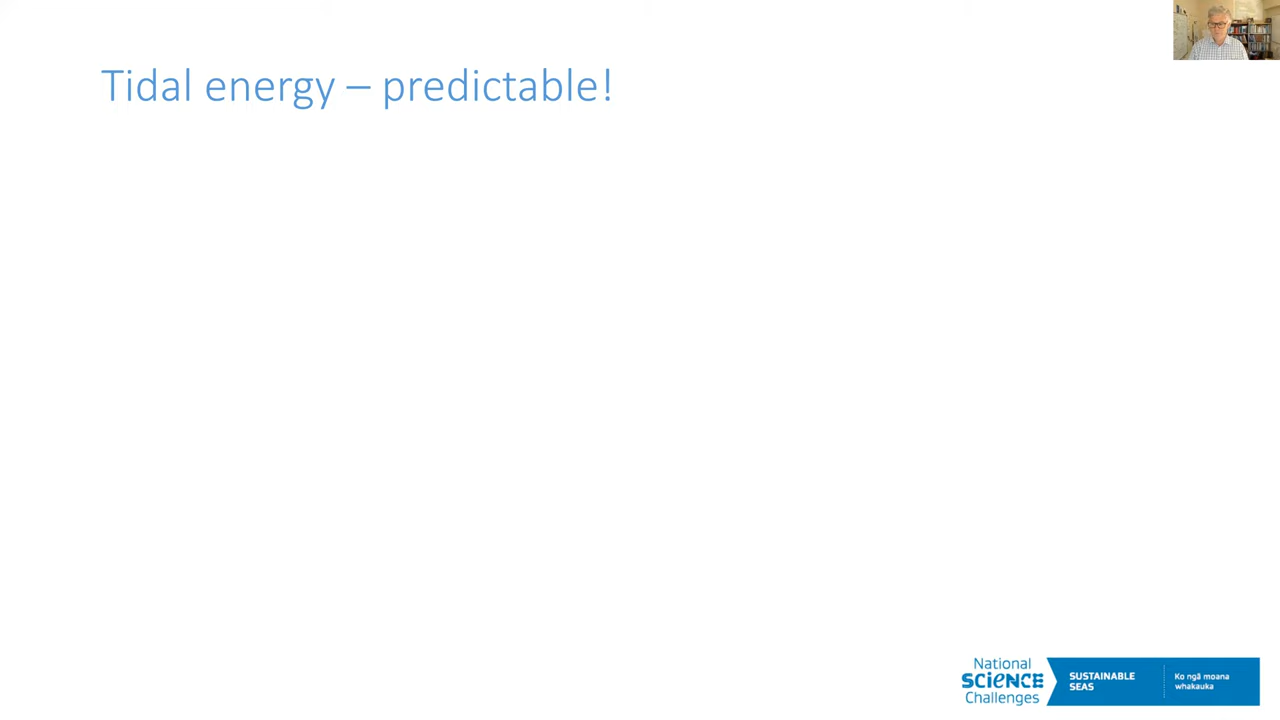 Tidal energy – predictable!
National
SCIENCE
Challenges
SUSTAINABLE
SEAS
Ko ngā moana
whakauka